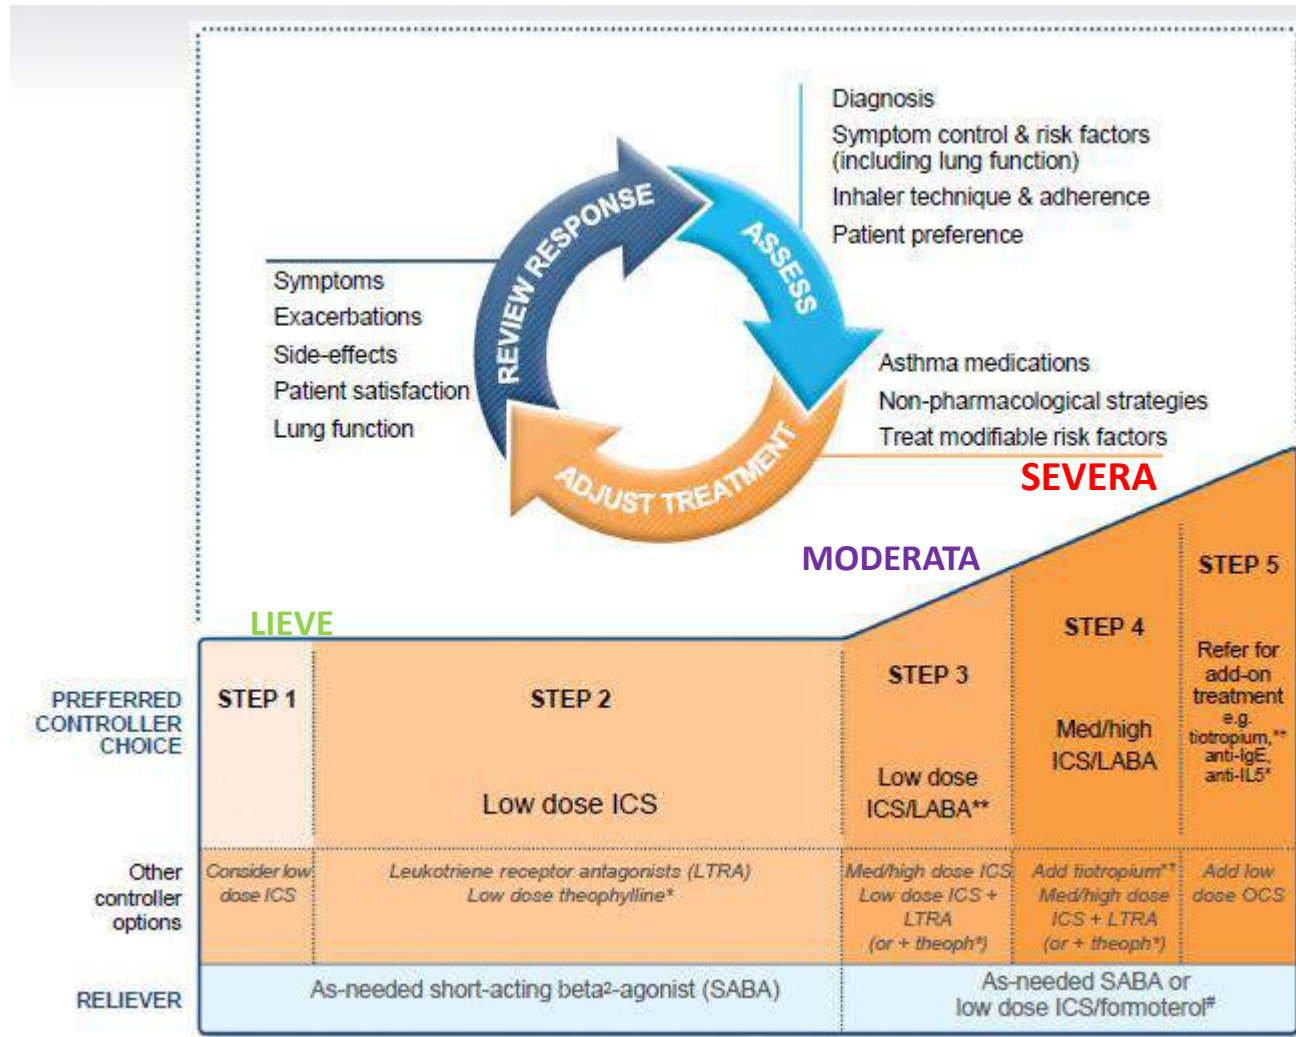 Diagnosis
Symptom control & risk factors
(including lung function)
Inhaler technique & adherence
Patient preference
REVIEW RESPONSE
ASSESS
ADJUST TREATMENT
Symptoms
Exacerbations
Side-effects
Patient satisfaction
Lung function
Asthma medications
Non-pharmacological strategies
Treat modifiable risk factors
SEVERA
MODERATA
LIEVE
PREFERRED
CONTROLLER
CHOICE
STEP 1
STEP 2
Low dose ICS
STEP 3
Low dose
ICS/LABA**
STEP 4
Med/high
ICS/LABA
STEP 5
Refer for
add-on
treatment
e.g.
tiotropium,*†
anti-IgE,
anti-IL5*
Other
controller
options
Consider low
dose ICS
Leukotriene receptor antagonists (LTRA)
Low dose theophylline*
Med/high dose ICS
Low dose ICS +
LTRA
(or + theoph*)
Add tiotropium*†
Med/high dose
ICS + LTRA
(or + theoph*)
Add low
dose OCS
RELIEVER
As-needed short-acting beta²-agonist (SABA)
As-needed SABA or
low dose ICS/formoterol#